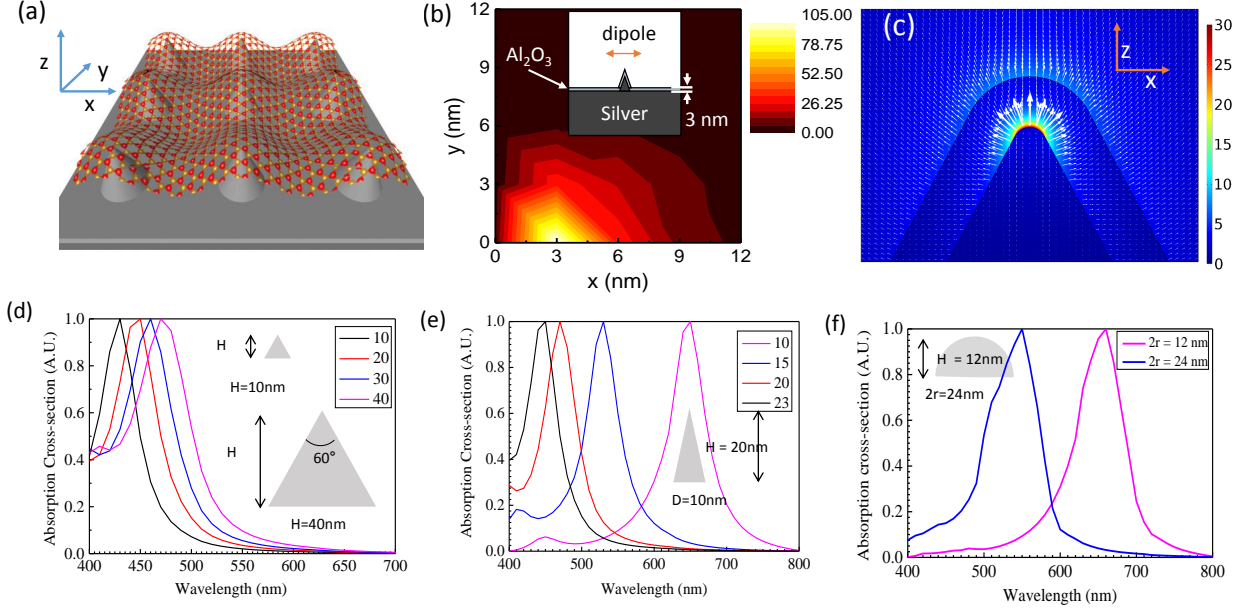 (a)
z
y
x
(b)
12
9
6
3
0
y (nm)
0
3
6
9
12
x (nm)
dipole
Al2O3
Silver
3 nm
105.00
78.75
52.50
26.25
0.00
(c)
z
x
30
25
20
15
10
5
0
(d)
Absorption Cross-section (A.U.)
1.0
0.8
0.6
0.4
0.2
0.0
H
H=10nm
H
60°
H=40nm
10
20
30
40
400 450 500 550 600 650 700
Wavelength (nm)
(e)
Absorption Cross-section (A.U.)
1.0
0.8
0.6
0.4
0.2
0.0
10
15
20
23
H = 20nm
D=10nm
400 500 600 700 800
Wavelength (nm)
(f)
Absorption cross-section (A.U.)
1.0
0.8
0.6
0.4
0.2
0.0
H = 12nm
2r=24nm
2r = 12 nm
2r = 24 nm
400 500 600 700 800
Wavelength (nm)